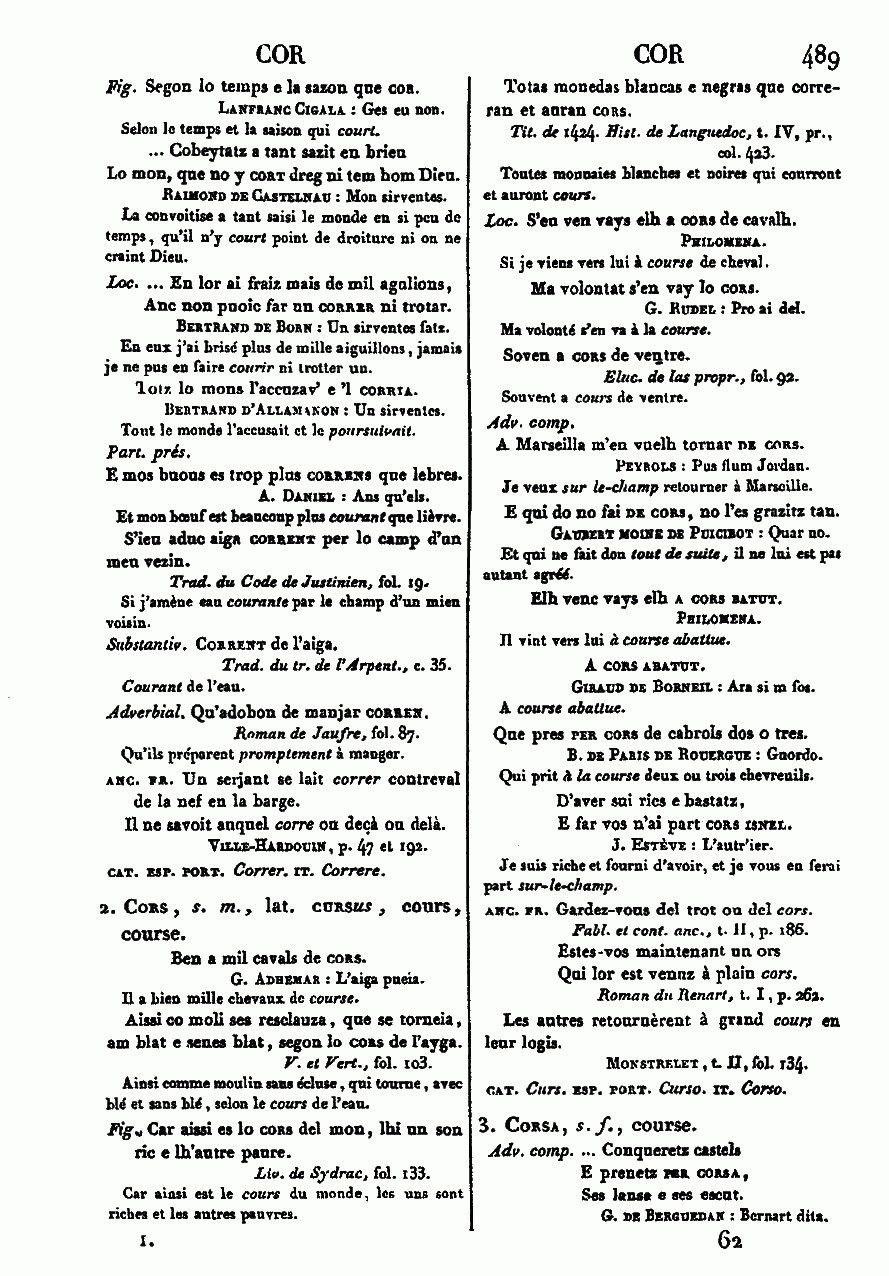 COR
COR 489
Fig. Segon lo temps e la sazon que COR.
LANFRANC CIGALA : Ges eu non.
Selon le temps et la saison qui court.
... Cobeytatz a tant sazit en brieu
Lo mon, que no y CORT dreg ni tem hom Dieu.
RAIMOND DE CASTELNAU : Mon sirventes.
La convoitise a tant saisi le monde en si peu de
temps, qu'il n'y court point de droiture ni on ne
craint Dieu.
Loc. ... En lor ai fraiz mais de mil agulions,
Anc non puoic far un CORRER ni trotar.
BERTRAND DE BORN : Un sirventes fatz.
En eux j'ai brisé plus de mille aiguillons, jamais
je ne pus en faire courir ni trotter un.
Totz lo mons l'accuzav' e 'l CORRIA.
BERTRAND D'ALLAMANON : Un sirventes.
Tout le monde l'accusait et le poursuivait.
Part. prés.
E mos buous es trop plus CORRENS que lebres.
A. DANIEL : Ans qu'els.
Et mon bœuf est beaucoup plus courant que lièvre.
S'ieu aduc aiga CORRENT per lo camp d'un
meu vezin.
Trad. du Code de Justinien, fol. 19.
Si j'amène eau courante par le champ d'un mien
voisin.
Substantiv. CORRENT de l'aiga.
Trad. du tr. de l'Arpent., c. 35.
Courant de l'eau.
Adverbial. Qu'adobon de manjar CORREN.
Roman de Jaufre, fol. 87.
Qu'ils préparent promptement à manger.
ANC. FR. Un serjant se lait correr contreval
de la nef en la barge.
Il ne savoit auquel corre ou deçà ou delà.
VILLE-HARDOUIN, p. 47 et 192.
CAT. ESP. PORT. Correr. IT. Correre.
2. CORS, s. m., lat. CURSUS, cours,
course.
Ben a mil cavals de CORS.
G. ADHEMAR : L'aiga pueia.
Il a bien mille chevaux de course.
Aissi co moli ses resclauza, que se torneia,
am blat e senes blat, segon lo CORS de l'ayga.
V. et Vert., fol. 103.
Ainsi comme moulin sans écluse, qui tourne, avec
blé et sans blé, selon le cours de l'eau.
Fig. Car aissi es lo CORS del mon, lhi un son
ric e lh'autre paure.
Liv. de Sydrac, fol. 133.
Car ainsi est le cours du monde, les uns sont
riches et les autres pauvres.
I.
Totas monedas blancas e negras que corre-
ran et auran CORS.
Tit. de 1424. Hist. de Languedoc, t. IV, pr.,
col. 423.
Toutes monnaies blanches et noires qui courront
et auront cours.
Loc. S'en ven vays elh a CORS de cavalh.
PHILOMENA.
Si je viens vers lui à course de cheval.
Ma volontat s'en vay lo CORS.
G. RUDEL : Pro ai del.
Ma volonté s'en va à la course.
Soven a CORS de ventre.
Eluc. de las propr., fol. 92.
Souvent a cours de ventre.
Adv. comp.
A Marseilla m'en vuelh tornar DE CORS.
PEYROLS : Pus flum Jordan.
Je veux sur le-champ retourner à Marseille.
E qui do no fai DE CORS, no l'es grazitz tan.
GAUBERT MOINE DE PUICIBOT : Quar no.
Et qui ne fait don tout de suite, il ne lui est pas
autant agréé.
Elh venc vays elh A CORS BATUT.
PHILOMENA.
Il vint vers lui à course abattue.
A CORS ABATUT.
GIRAUD DE BORNEIL : Ara si m fos.
A course abattue.
Que pres PER CORS de cabrols dos o tres.
B. DE PARIS DE ROUERGUE : Guordo.
Qui prit à la course deux ou trois chevreuils.
D'aver sui rics e bastatz,
E far vos n'ai part CORS ISNEL.
J. ESTÈVE : L'autr'ier.
Je suis riche et fourni d'avoir, et je vous en ferai
part sur-le-champ.
ANC. FR. Gardez-vous del trot ou del cors.
Fabl. et cont. anc., t. II, p. 186.
Estes-vos maintenant un ors
Qui lor est venuz à plain cors.
Roman du Renart, t. I, p. 262.
Les autres retournèrent à grand cours en
leur logis.
MONSTRELET, t. II, fol. 134.
CAT. Curs. ESP. PORT. Curso. IT. Corso.
3. CORSA, s. f., course.
Adv. comp. ... Conqueretz castels
E prenetz PER CORSA,
Ses lansa e ses escut.
G. DE BERGUEDAN : Bernart ditz.
62